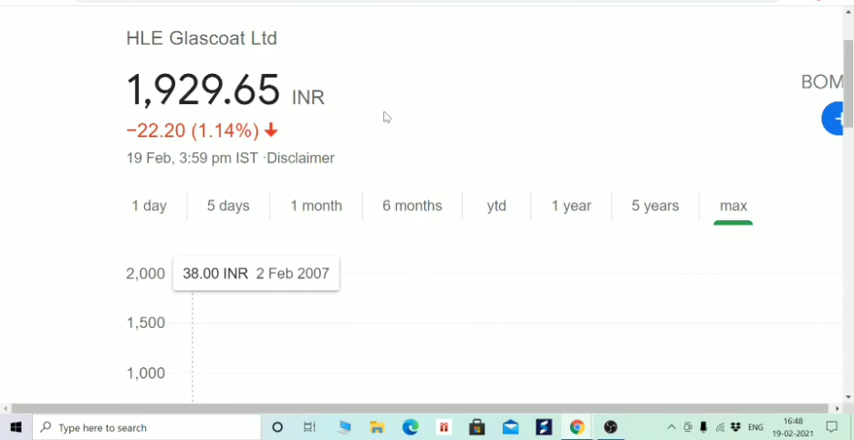 HLE Glascoat Ltd
1,929.65 INR
BOM
−22.20 (1.14%)
+
19 Feb, 3:59 pm IST ·Disclaimer
1 day 5 days 1 month 6 months ytd 1 year 5 years max
2,000
38.00 INR 2 Feb 2007
1,500
1,000
Type here to search
ENG
16:48
19-02-2021